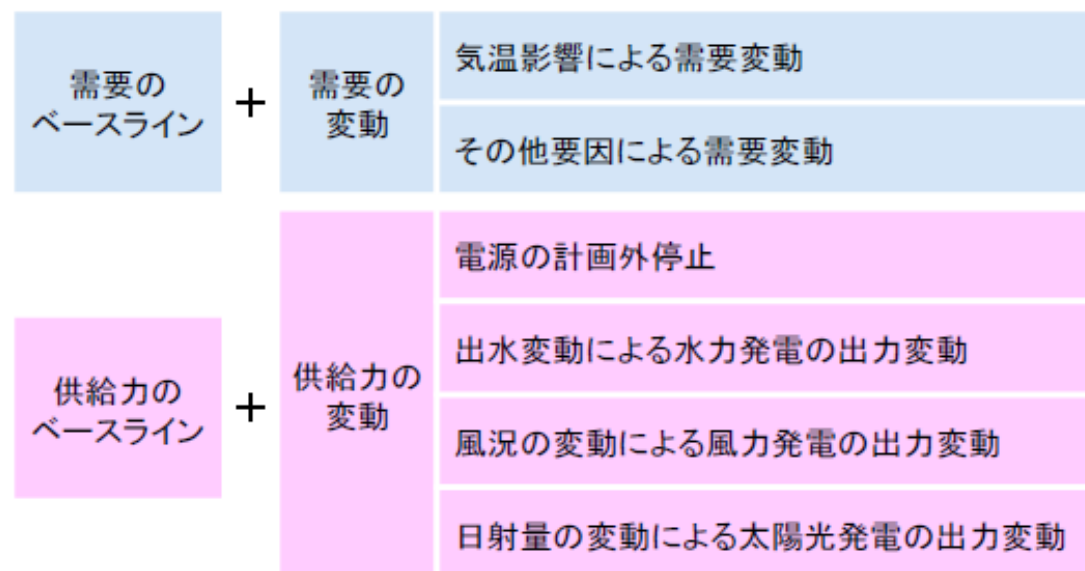 需要の
ベースライン
+
需要の
変動
気温影響による需要変動
その他要因による需要変動
供給力の
ベースライン
+
供給力の
変動
電源の計画外停止
出水変動による水力発電の出力変動
風況の変動による風力発電の出力変動
日射量の変動による太陽光発電の出力変動